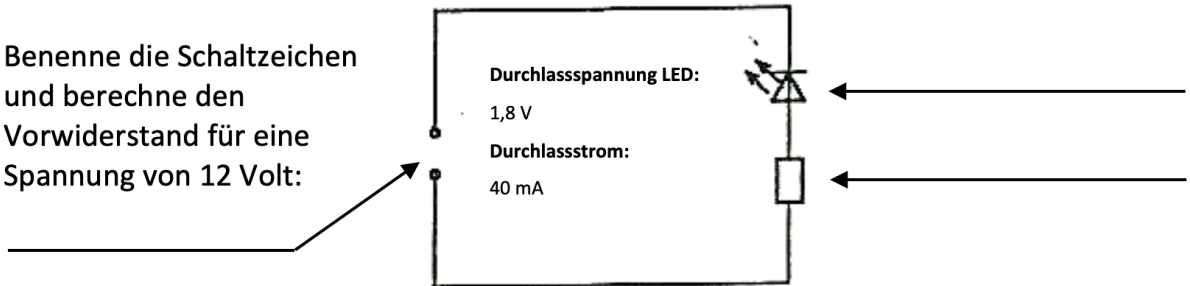 Benenne die Schaltzeichen
und berechne den
Vorwiderstand für eine
Spannung von 12 Volt:
Durchlassspannung LED:
1,8 V
Durchlassstrom:
40 mA